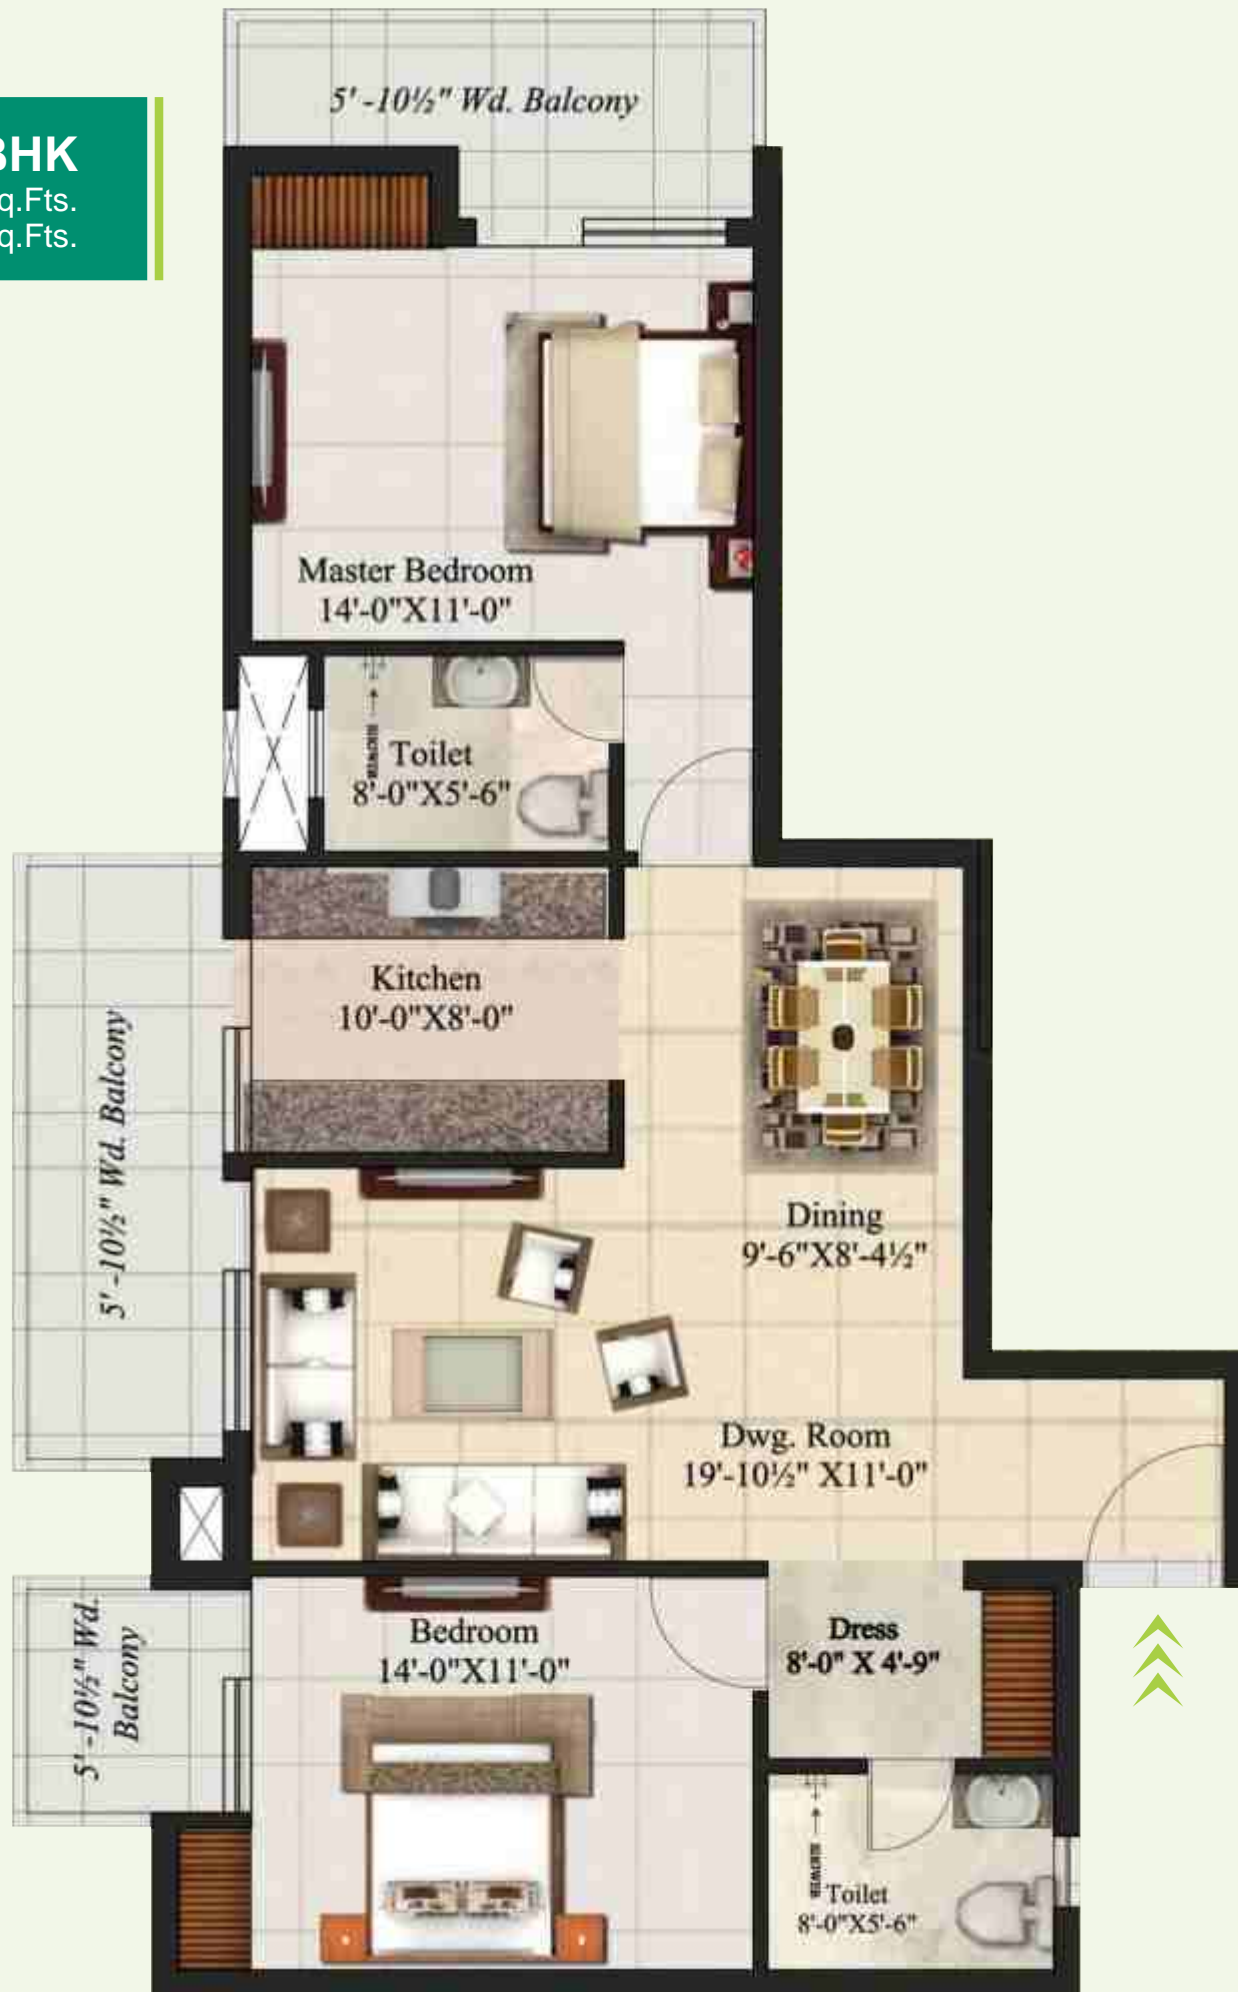 BHK
q.Fts.
q.Fts.
5'-10½" Wd. Balcony
Master Bedroom
14'-0"X11'-0"
SHOWER
Toilet
8'-0"X5'-6"
Kitchen
10'-0"X8'-0"
5'-10½" Wd. Balcony
Dining
9'-6"X8'-4½"
Dwg. Room
19'-10½" X11'-0"
5'-10½" Wd.
Balcony
Bedroom
14'-0"X11'-0"
Dress
8'-0" X 4'-9"
SHOWER
Toilet
8'-0"X5'-6"